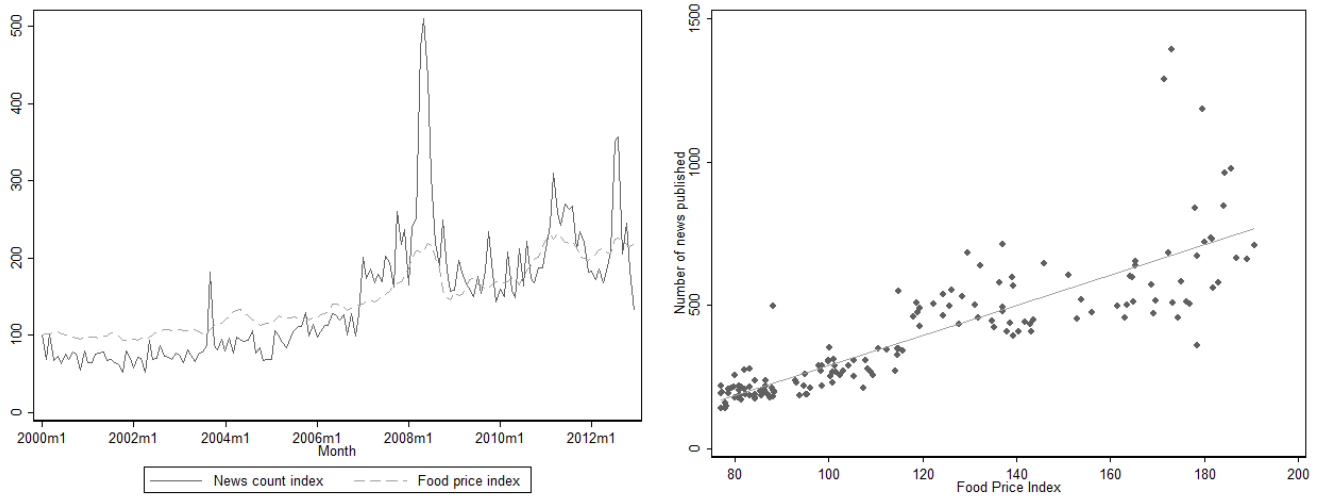 500
400
300
200
100
0
2000m1 2002m1 2004m1 2006m1 2008m1 2010m1 2012m1
Month
News count index Food price index
Number of news published
1500
1000
500
0
80 100 120 140 160 180 200
Food Price Index